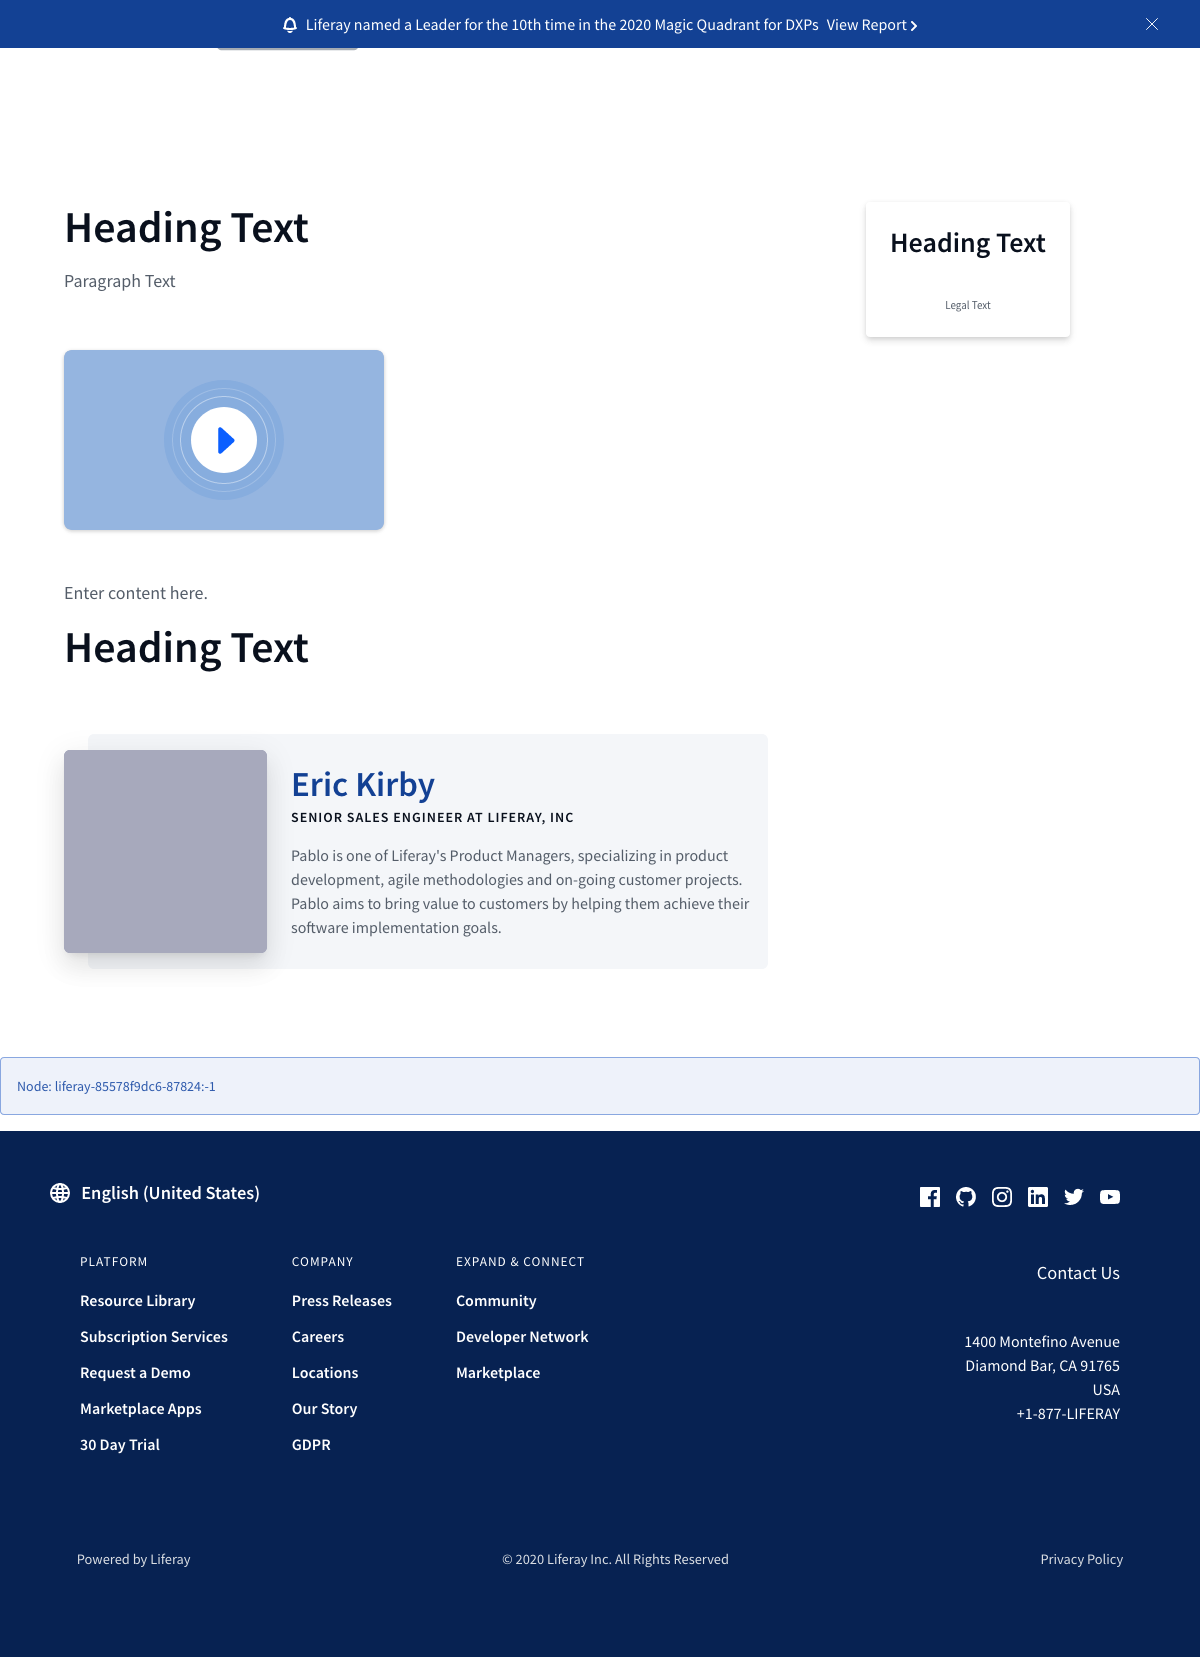 Liferay named a Leader for the 10th time in the 2020 Magic Quadrant for DXPs View Report
Heading Text
Paragraph Text
Heading Text
Legal Text
Enter content here.
Heading Text
Eric Kirby
SENIOR SALES ENGINEER AT LIFERAY, INC
Pablo is one of Liferay's Product Managers, specializing in product
development, agile methodologies and on-going customer projects.
Pablo aims to bring value to customers by helping them achieve their
software implementation goals.
Node: liferay-85578f9dc6-87824:-1
English (United States)
PLATFORM
Resource Library
Subscription Services
Request a Demo
Marketplace Apps
30 Day Trial
COMPANY
Press Releases
Careers
Locations
Our Story
GDPR
EXPAND & CONNECT
Community
Developer Network
Marketplace
Contact Us
1400 Montefino Avenue
Diamond Bar, CA 91765
USA
+1-877-LIFERAY
Powered by Liferay
© 2020 Liferay Inc. All Rights Reserved
Privacy Policy